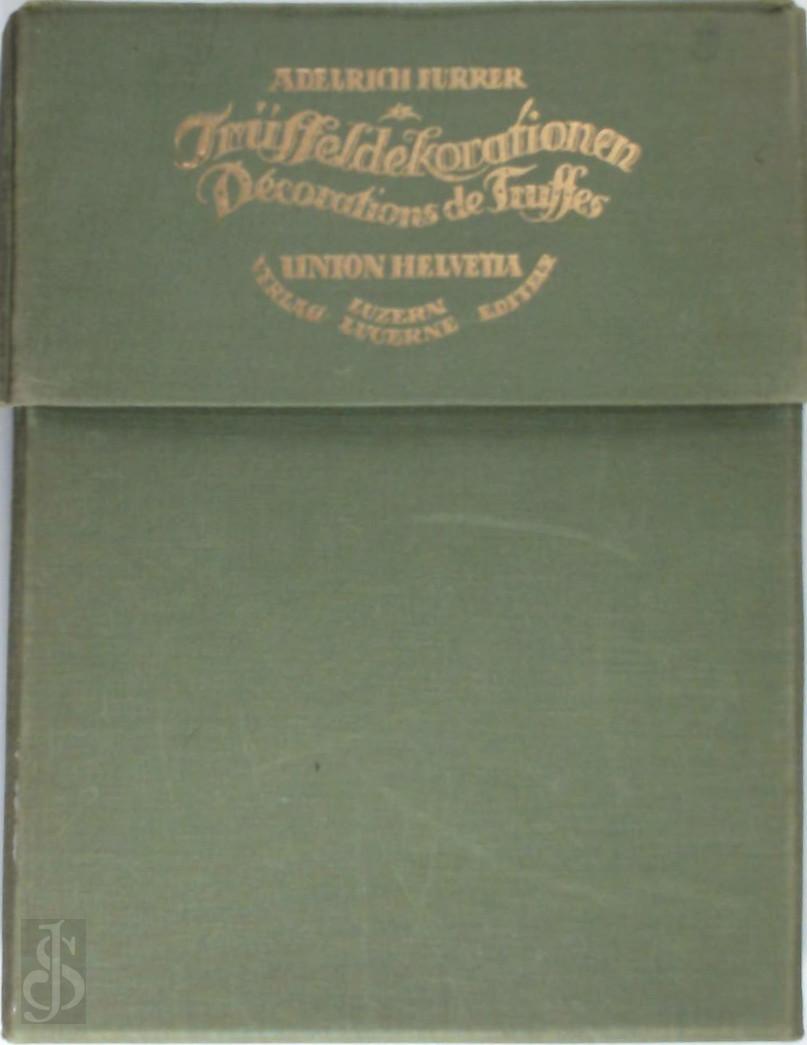 ADELRICH FURRER
Trüffeldekorationen
Décorations de Truffes
UNION HELVETIA
VERLAG LUZERN EDITEUR
LUCERNE